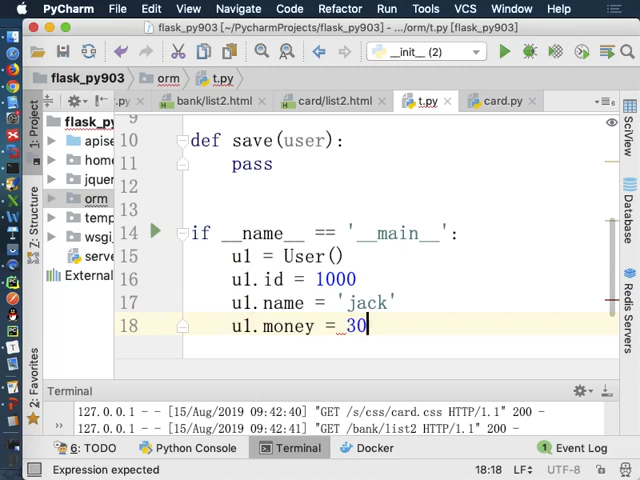 PyCharm File Edit View Navigate Code Refactor Run Tools VCS Window Help
flask_py903 [~/PycharmProjects/flask_py903] - .../orm/t.py [flask_py903]
__init__ (2)
flask_py903 orm t.py
.py bank/list2.html card/list2.html t.py card.py
1: Project
Z: Structure
2: Favorites
flask_py
apise
home
jquer
orm
temp
wsgi_
serve
External
SciView
Database
Redis Servers
9
10 def save(user):
11 pass
12
13
14 if __name__ == '__main__':
15 u1 = User()
16 u1.id = 1000
17 u1.name = 'jack'
18 u1.money = 30
Terminal
127.0.0.1 - - [15/Aug/2019 09:42:40] "GET /s/css/card.css HTTP/1.1" 200 -
127.0.0.1 - - [15/Aug/2019 09:42:41] "GET /bank/list2 HTTP/1.1" 200 -
6: TODO Python Console Terminal Docker 1 Event Log
Expression expected 18:18 LF UTF-8